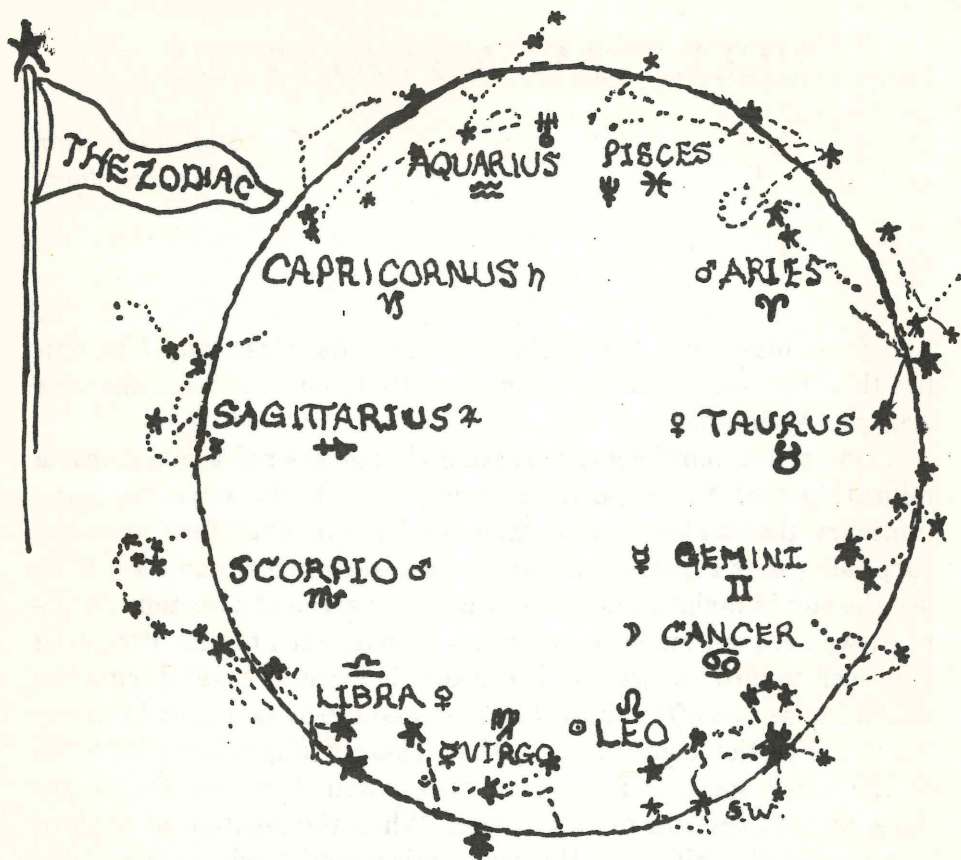 THE ZODIAC
AQUARIUS ♅
♒
PISCES
♆ ♓
CAPRICORNUS ♄
♑
♂ ARIES
♈
SAGITTARIUS ♃
♐
♀ TAURUS
♉
SCORPIO ♂
♏
☿ GEMINI
♊
☽ CANCER
♋
♎
LIBRA ♀
♍
☿ VIRGO
♌
☉ LEO
S.W.